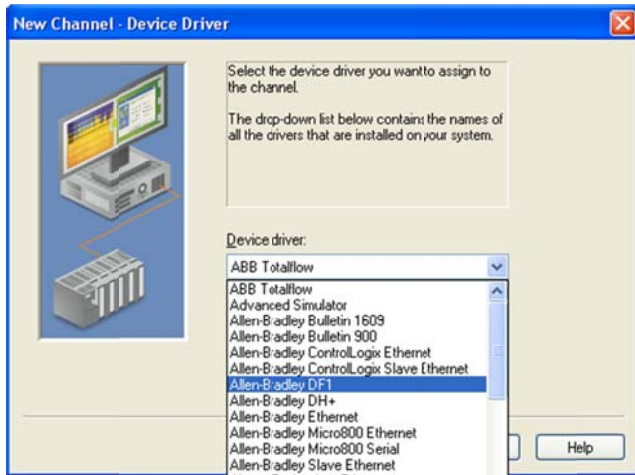 New Channel - Device Driver
Select the device driver you wantto assign to
the channel.
The drop-down list below contains the names of
all the drivers that are installed on your system.
Device driver:
ABB Totalflow
ABB Totalflow
Advanced Simulator
Allen-Bradley Bulletin 1609
Allen-Bradley Bulletin 900
Allen-Bradley ControlLogix Ethernet
Allen-Bradley ControlLogix Slave Ethernet
Allen-Bradley DF1
Allen-Bradley DH+
Allen-Bradley Ethernet
Allen-Bradley Micro800 Ethernet
Allen-Bradley Micro800 Serial
Allen-Bradley Slave Ethernet
Help